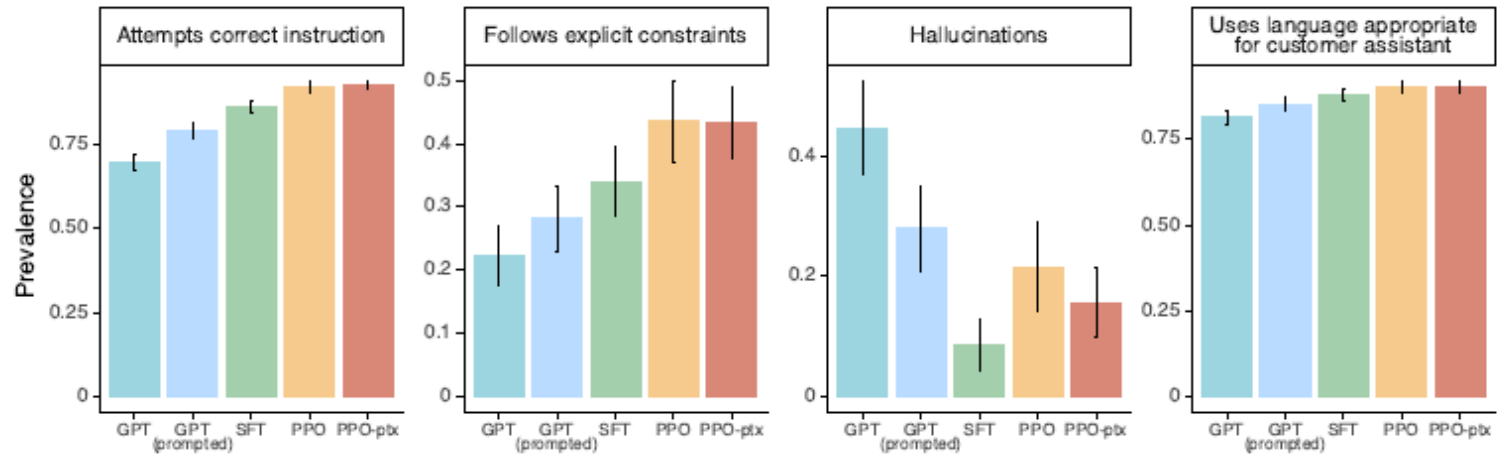 Attempts correct instruction
Follows explicit constraints
Hallucinations
Uses language appropriate
for customer assistant
Prevalence
0.75
0.50
0.25
0
GPT
GPT
(prompted)
SFT
PPO
PPO-ptx
0.5
0.4
0.3
0.2
0.1
0
GPT
GPT
(prompted)
SFT
PPO
PPO-ptx
0.4
0.2
0
GPT
GPT
(prompted)
SFT
PPO
PPO-ptx
0.75
0.50
0.25
0
GPT
GPT
(prompted)
SFT
PPO
PPO-ptx